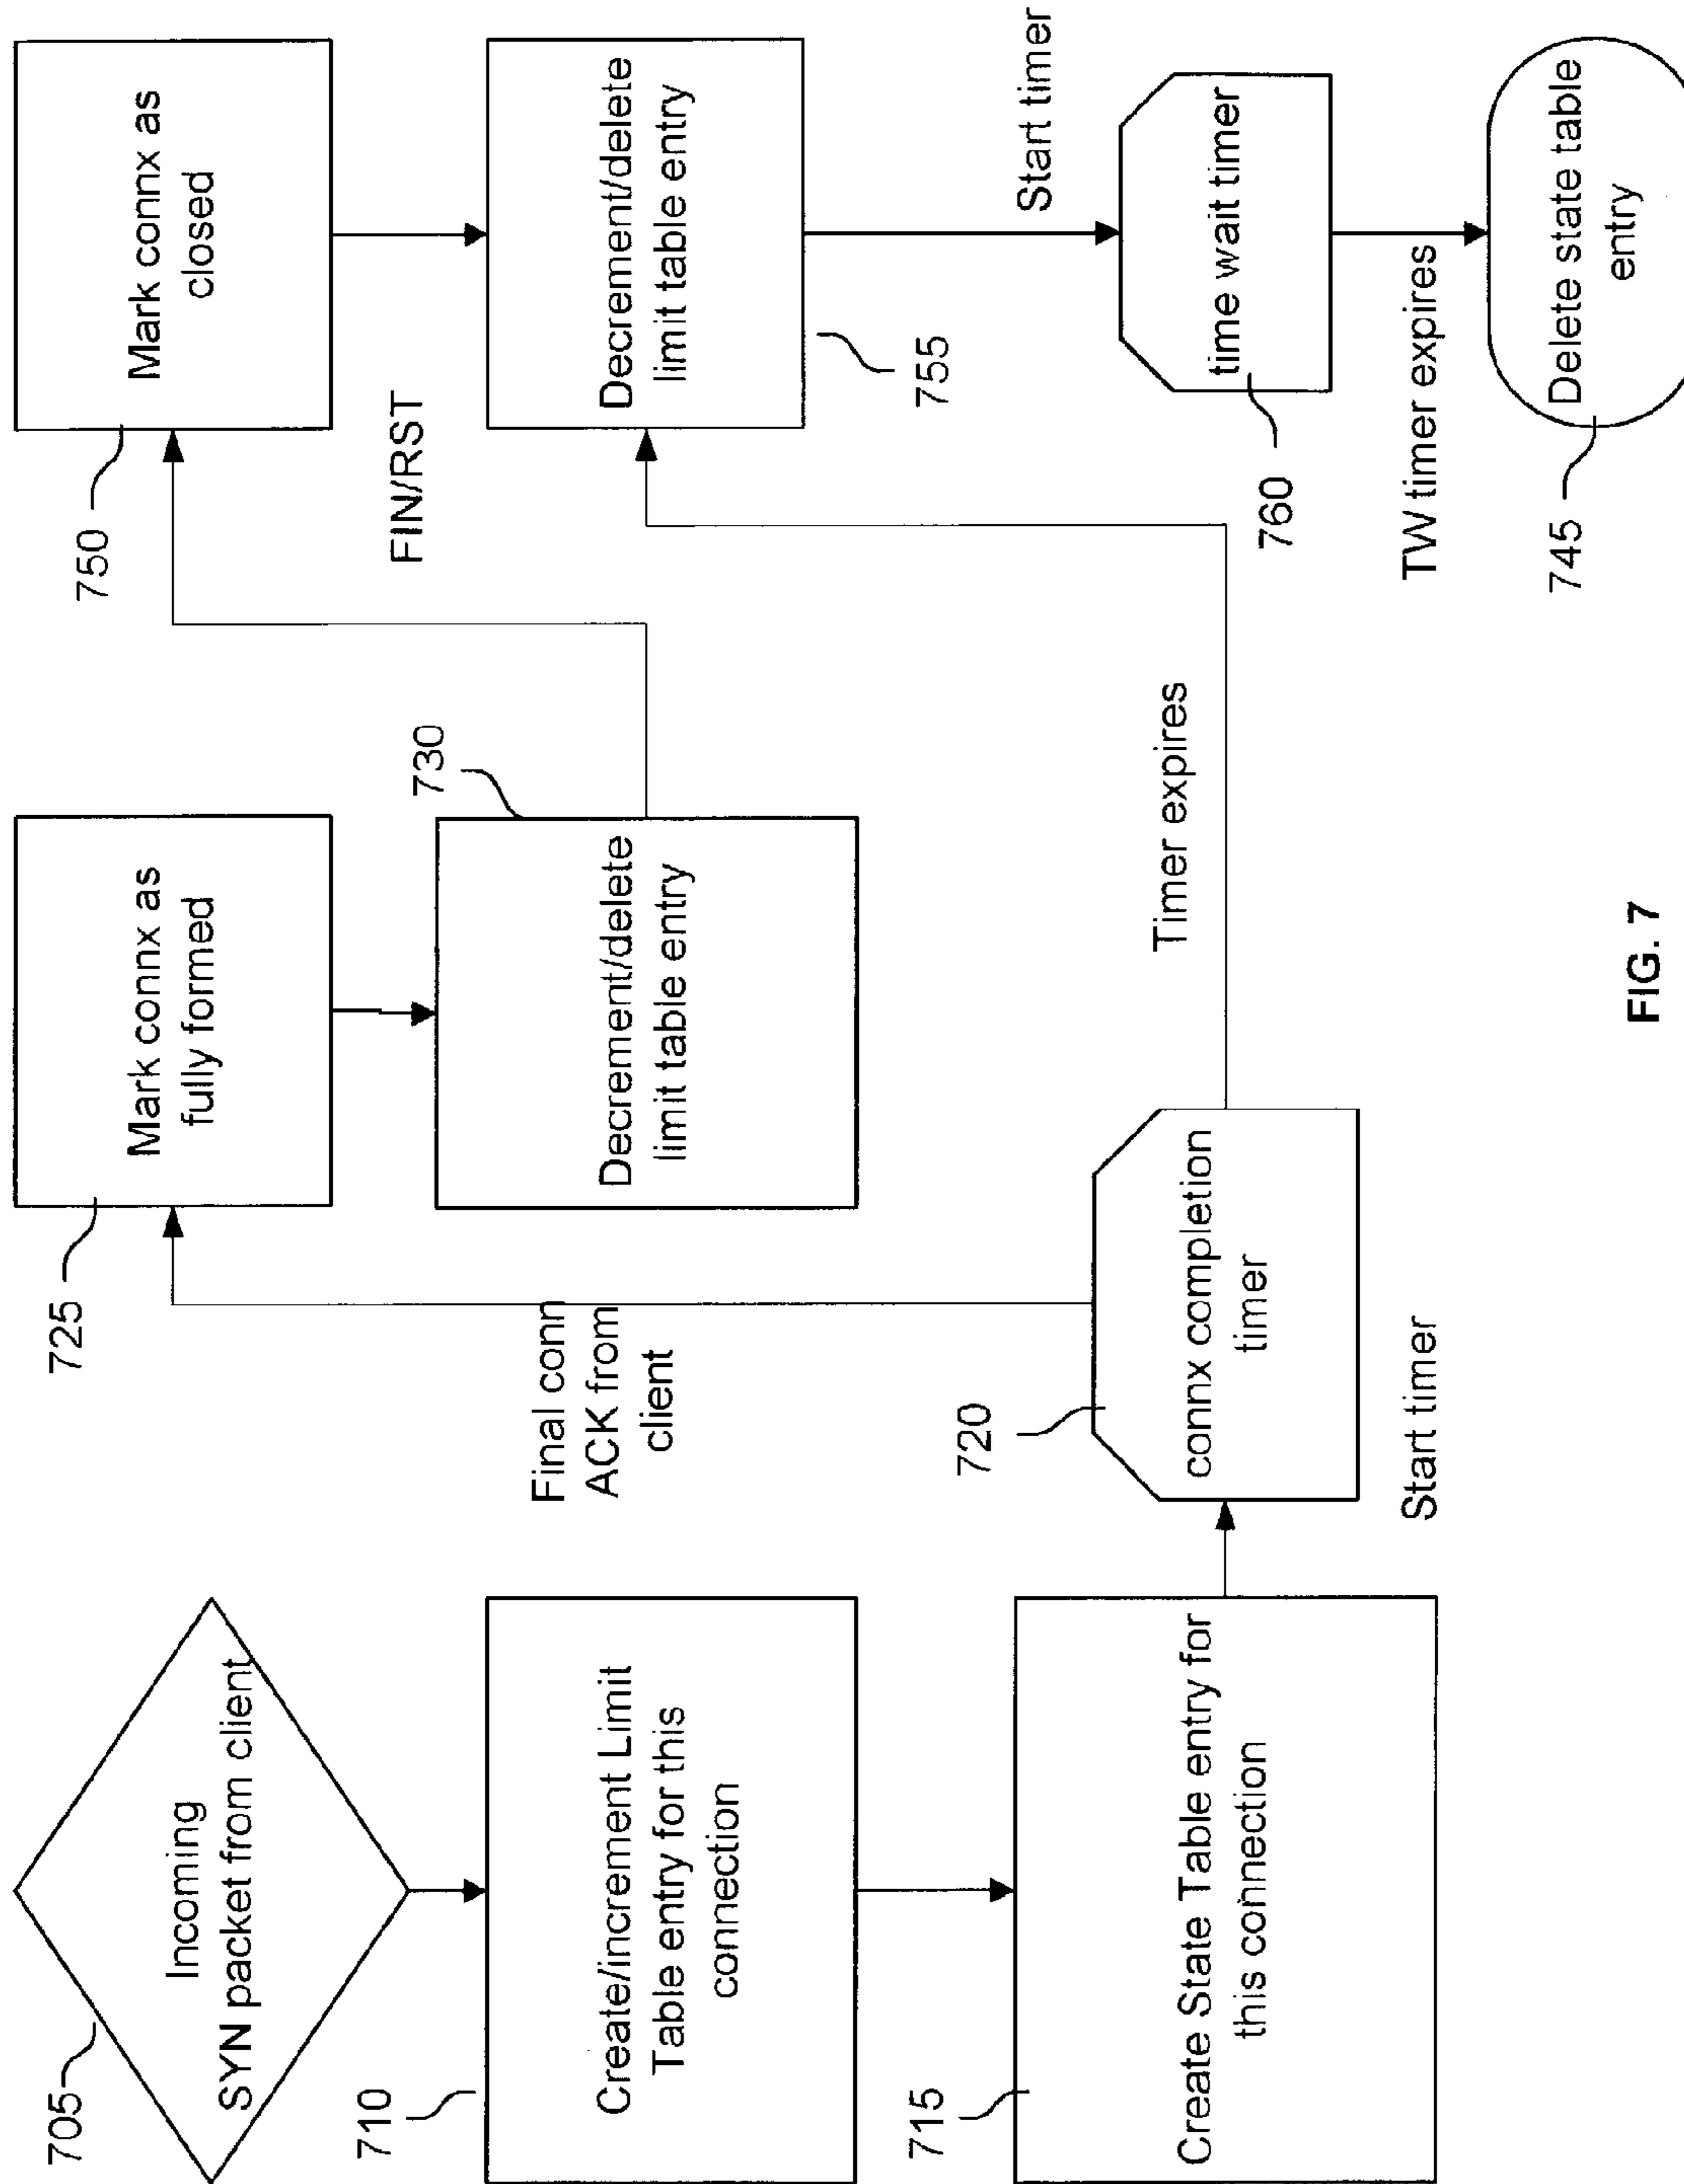 705
Incoming
SYN packet from client
710
Create/increment Limit
Table entry for this
connection
715
Create State Table entry for
this connection
Start timer
720
connx completion
timer
Final conn
ACK from
client
725
Mark connx as
fully formed
730
Decrement/delete
limit table entry
Timer expires
FIN/RST
750
Mark connx as
closed
Decrement/delete
limit table entry
755
Start timer
time wait timer
760
TW timer expires
745
Delete state table
entry
FIG. 7